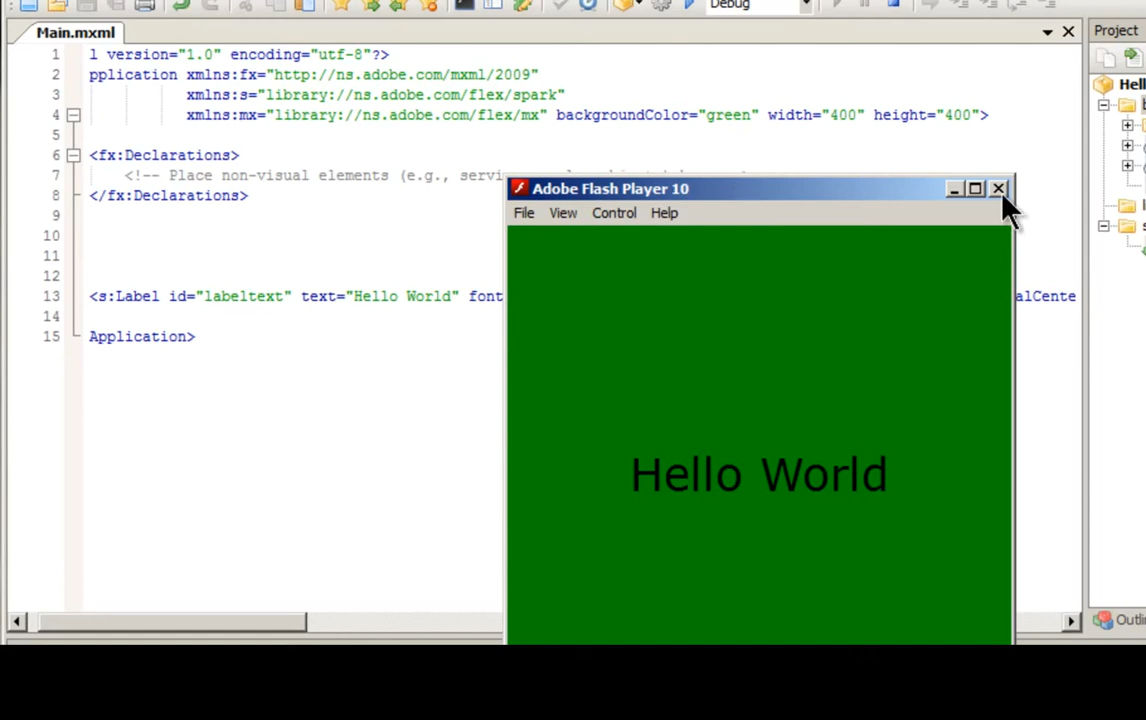 Debug
Main.mxml
Project
1 l version="1.0" encoding="utf-8"?>
2 pplication xmlns:fx="http://ns.adobe.com/mxml/2009"
3 xmlns:s="library://ns.adobe.com/flex/spark"
4 xmlns:mx="library://ns.adobe.com/flex/mx" backgroundColor="green" width="400" height="400">
5
6 <fx:Declarations>
7 <!-- Place non-visual elements (e.g., servi
8 </fx:Declarations>
9
10
11
12
13 <s:Label id="labeltext" text="Hello World" font alCente
14
15 Application>
Hell
Adobe Flash Player 10
File View Control Help
Hello World
Outli